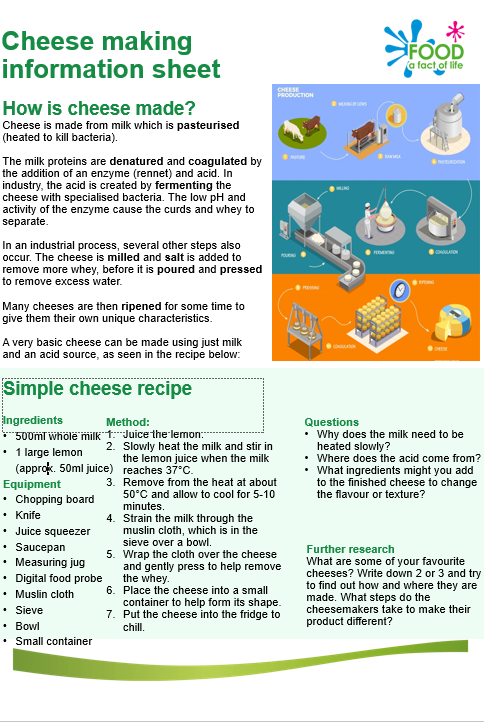 Cheese making
information sheet
FOOD
a fact of life
How is cheese made?
Cheese is made from milk which is pasteurised
(heated to kill bacteria).
The milk proteins are denatured and coagulated by
the addition of an enzyme (rennet) and acid. In
industry, the acid is created by fermenting the
cheese with specialised bacteria. The low pH and
activity of the enzyme cause the curds and whey to
separate.
In an industrial process, several other steps also
occur. The cheese is milled and salt is added to
remove more whey, before it is poured and pressed
to remove excess water.
Many cheeses are then ripened for some time to
give them their own unique characteristics.
A very basic cheese can be made using just milk
and an acid source, as seen in the recipe below:
CHEESE
PRODUCTION
MILKING OF COWS
PASTURE
RAW MILK
PASTEURIZATION
MILLING
POURING
FERMENTING
COAGULATION
PRESSING
RIPENING
COAGULATION
CHEESE
Simple cheese recipe
Ingredients
• 500ml whole milk
• 1 large lemon
(approx. 50ml juice)
Equipment
• Chopping board
• Knife
• Juice squeezer
• Saucepan
• Measuring jug
• Digital food probe
• Muslin cloth
• Sieve
• Bowl
• Small container
Method:
1. Juice the lemon.
2. Slowly heat the milk and stir in
the lemon juice when the milk
reaches 37°C.
3. Remove from the heat at about
50°C and allow to cool for 5-10
minutes.
4. Strain the milk through the
muslin cloth, which is in the
sieve over a bowl.
5. Wrap the cloth over the cheese
and gently press to help remove
the whey.
6. Place the cheese into a small
container to help form its shape.
7. Put the cheese into the fridge to
chill.
Questions
• Why does the milk need to be
heated slowly?
• Where does the acid come from?
• What ingredients might you add
to the finished cheese to change
the flavour or texture?
Further research
What are some of your favourite
cheeses? Write down 2 or 3 and try
to find out how and where they are
made. What steps do the
cheesemakers take to make their
product different?